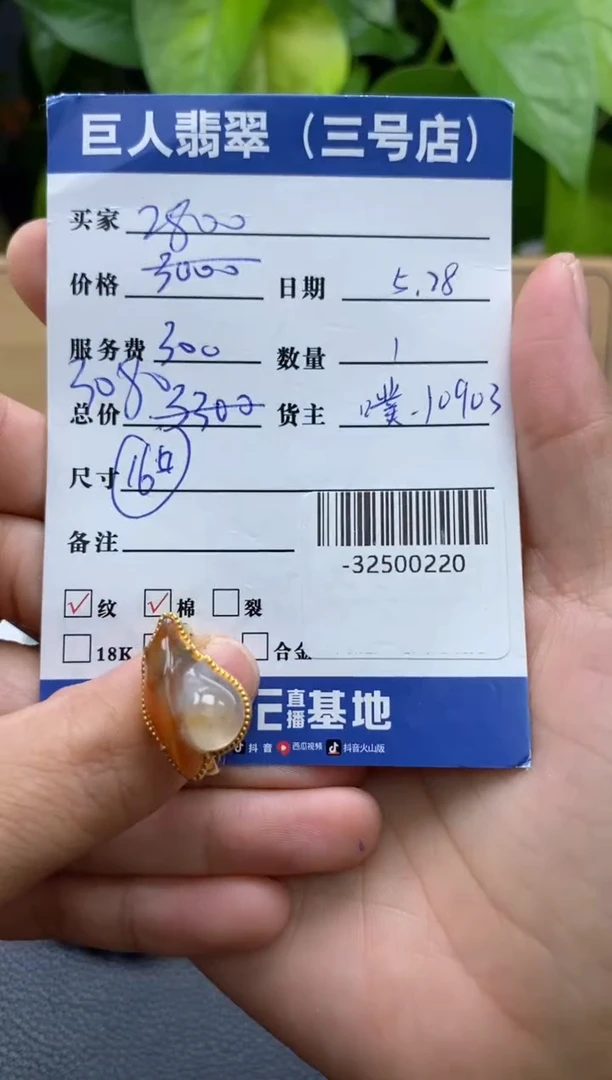 巨人翡翠（三号店）
买家 2800
价格 3000 日期 5.28
服务费 300 数量 1
3080
总价 3300 货主 噗-10903
尺寸 16
备注
-32500220
纹 棉 裂
18K 合金
直播基地
抖音 西瓜视频 抖音火山版